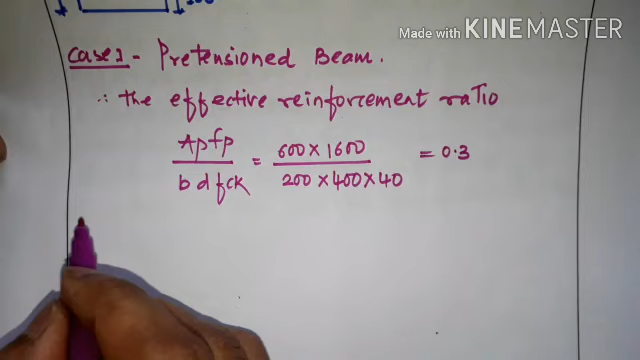 Made with KINEMASTER
Case 1 - Pretensioned Beam.
∴ the effective reinforcement ratio
Apfp / b d fck = 600 × 1600 / 200 × 400 × 40 = 0.3